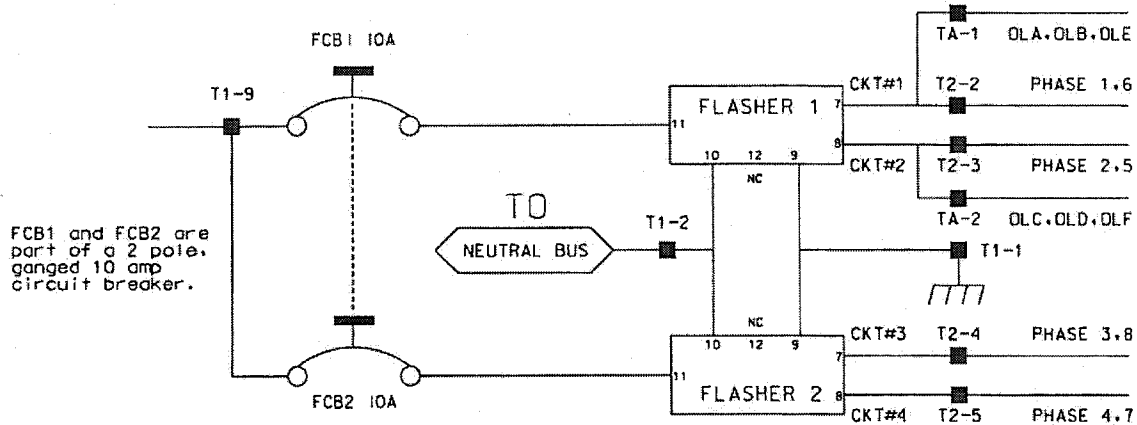 FCB1 10A
T1-9
FCB1 and FCB2 are
part of a 2 pole,
ganged 10 amp
circuit breaker.
FCB2 10A
TO
NEUTRAL BUS
T1-2
FLASHER 1
11
7
8
10 12 9
NC
CKT#1
CKT#2
TA-1 OLA,OLB,OLE
T2-2 PHASE 1,6
T2-3 PHASE 2,5
TA-2 OLC,OLD,OLF
T1-1
NC
10 12 9
11
7
8
FLASHER 2
CKT#3 T2-4 PHASE 3,8
CKT#4 T2-5 PHASE 4,7